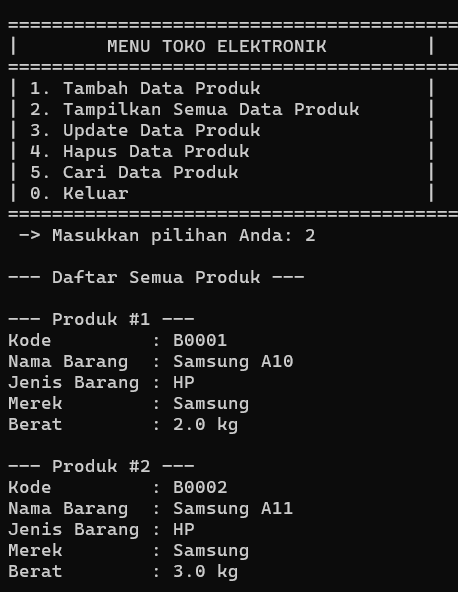 ==========================================
|        MENU TOKO ELEKTRONIK         |
==========================================
| 1. Tambah Data Produk               |
| 2. Tampilkan Semua Data Produk      |
| 3. Update Data Produk               |
| 4. Hapus Data Produk                |
| 5. Cari Data Produk                 |
| 0. Keluar                           |
==========================================
-> Masukkan pilihan Anda: 2
--- Daftar Semua Produk ---
--- Produk #1 ---
Kode         : B0001
Nama Barang  : Samsung A10
Jenis Barang : HP
Merek        : Samsung
Berat        : 2.0 kg
--- Produk #2 ---
Kode         : B0002
Nama Barang  : Samsung A11
Jenis Barang : HP
Merek        : Samsung
Berat        : 3.0 kg